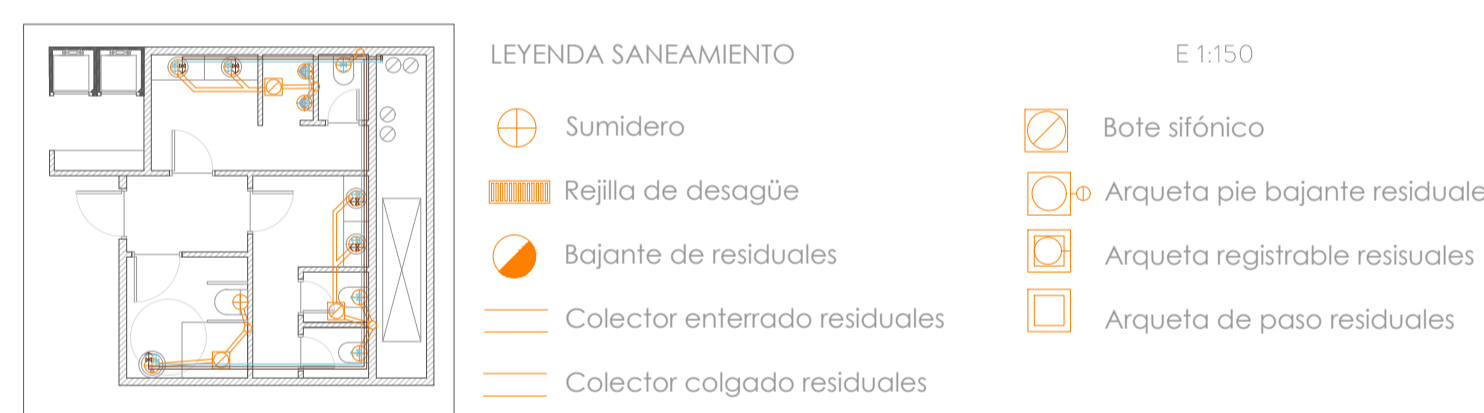 LEYENDA SANEAMIENTO
E 1:150
Sumidero
Rejilla de desagüe
Bajante de residuales
Colector enterrado residuales
Colector colgado residuales
Bote sifónico
Arqueta pie bajante residuale
Arqueta registrable resisuales
Arqueta de paso residuales